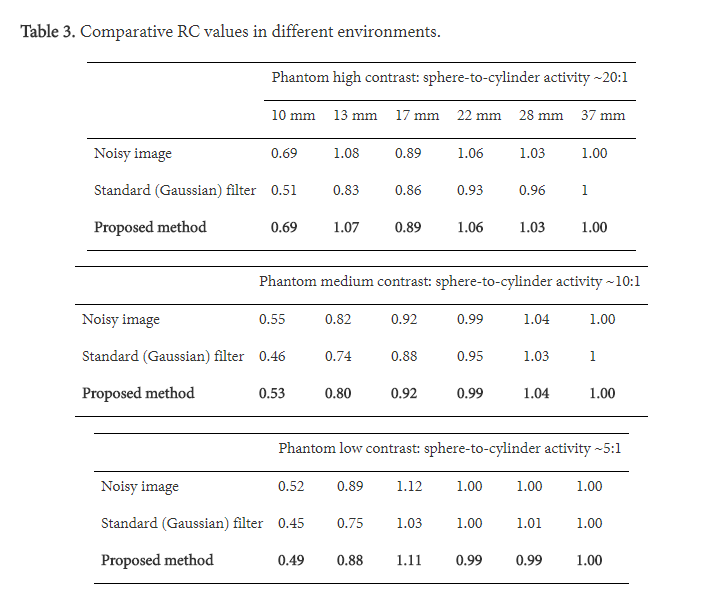 Table 3. Comparative RC values in different environments.
Phantom high contrast: sphere-to-cylinder activity ~20:1
10 mm 13 mm 17 mm 22 mm 28 mm 37 mm
Noisy image 0.69 1.08 0.89 1.06 1.03 1.00
Standard (Gaussian) filter 0.51 0.83 0.86 0.93 0.96 1
Proposed method 0.69 1.07 0.89 1.06 1.03 1.00
Phantom medium contrast: sphere-to-cylinder activity ~10:1
Noisy image 0.55 0.82 0.92 0.99 1.04 1.00
Standard (Gaussian) filter 0.46 0.74 0.88 0.95 1.03 1
Proposed method 0.53 0.80 0.92 0.99 1.04 1.00
Phantom low contrast: sphere-to-cylinder activity ~5:1
Noisy image 0.52 0.89 1.12 1.00 1.00 1.00
Standard (Gaussian) filter 0.45 0.75 1.03 1.00 1.01 1.00
Proposed method 0.49 0.88 1.11 0.99 0.99 1.00